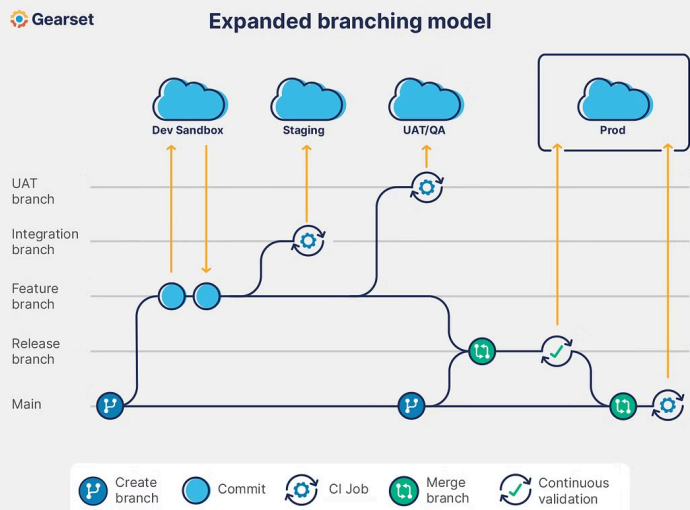 Gearset
Expanded branching model
Dev Sandbox
Staging
UAT/QA
Prod
UAT
branch
Integration
branch
Feature
branch
Release
branch
Main
Create
branch
Commit
CI Job
Merge
branch
Continuous
validation